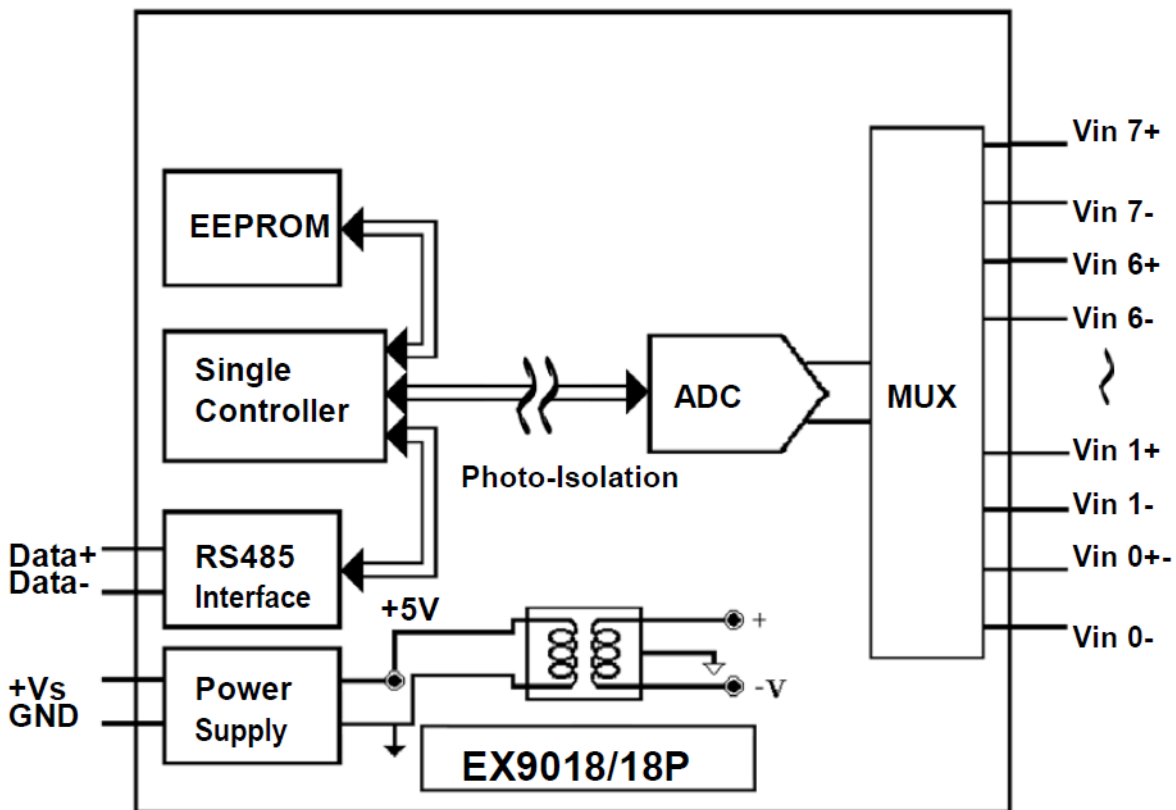 Vin 7+
EEPROM
Vin 7-
Vin 6+
Vin 6-
Single
Controller
ADC
MUX
Photo-Isolation
Vin 1+
Vin 1-
Data+
Data-
RS485
Interface
Vin 0+-
+5V
+
Vin 0-
+Vs
GND
Power
Supply
-V
EX9018/18P